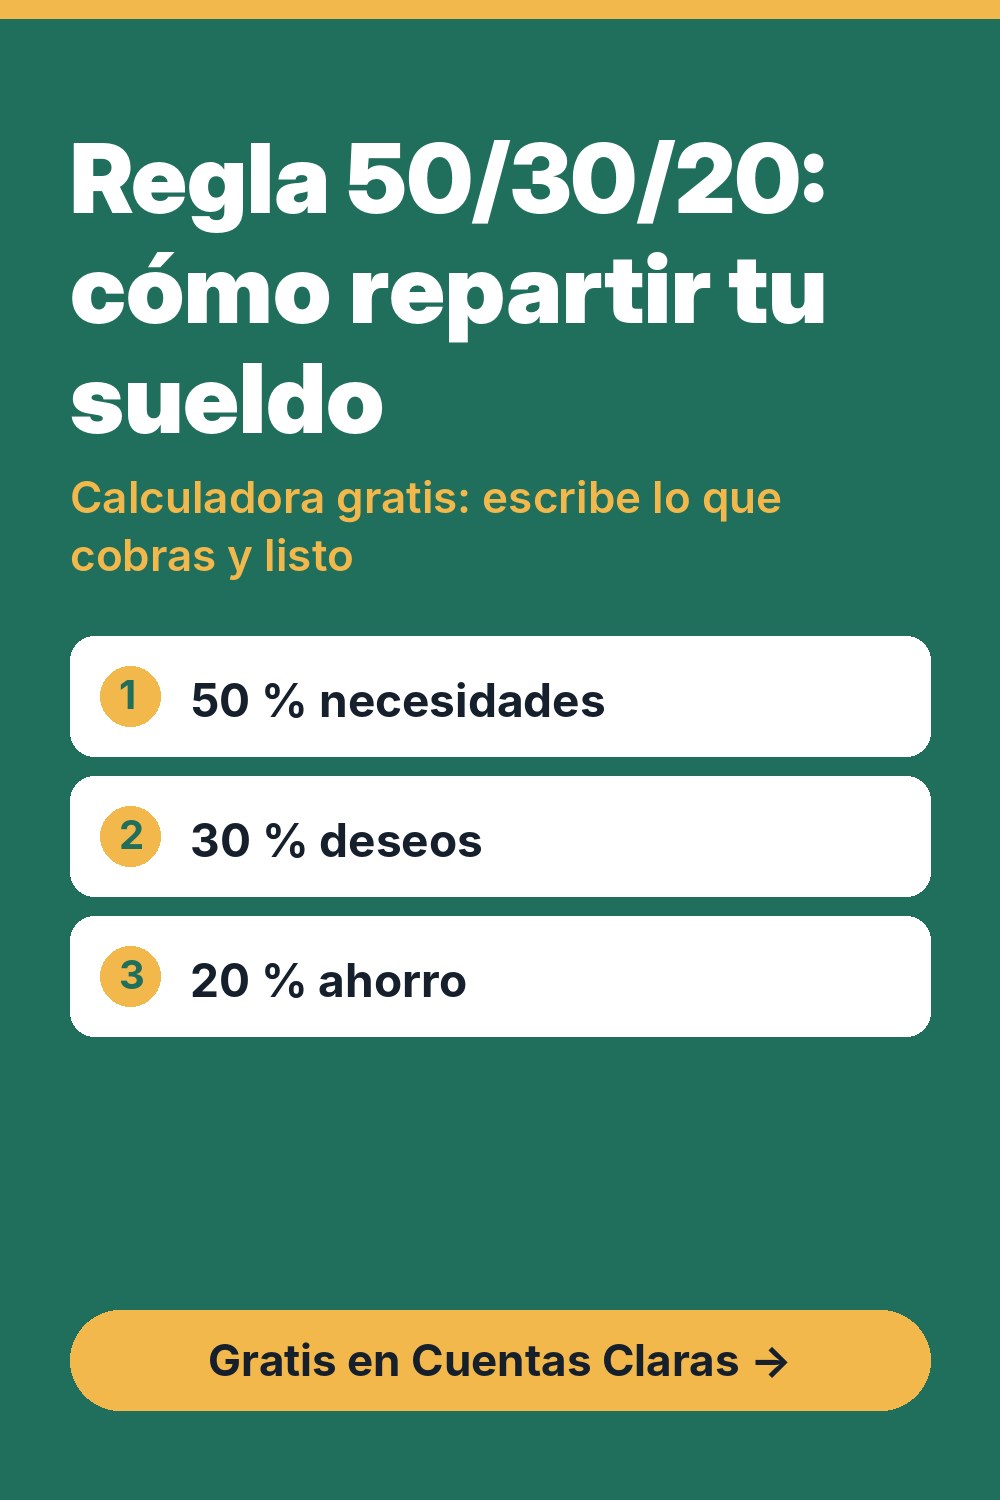 Regla 50/30/20:
cómo repartir tu
sueldo
Calculadora gratis: escribe lo que
cobras y listo
1 50 % necesidades
2 30 % deseos
3 20 % ahorro
Gratis en Cuentas Claras →